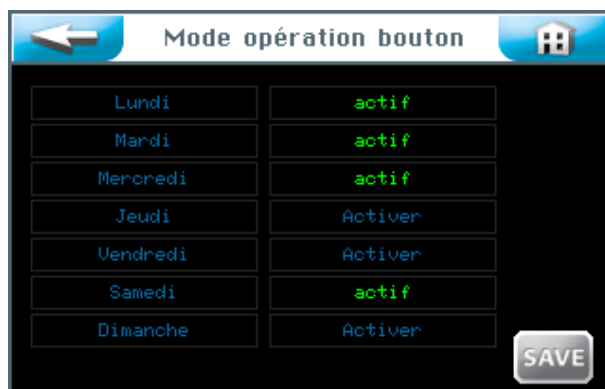 Mode opération bouton
Lundi actif
Mardi actif
Mercredi actif
Jeudi Activer
Vendredi Activer
Samedi actif
Dimanche Activer
SAVE